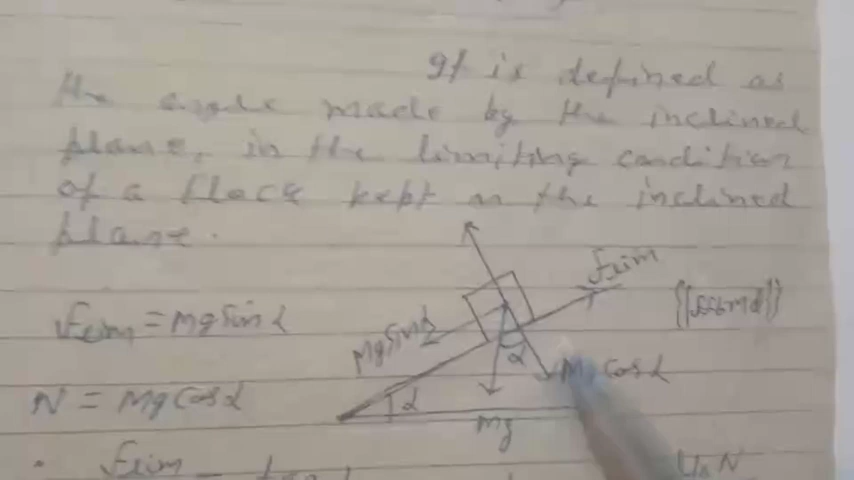 It is defined as
the angle made by the inclined
plane, in the limiting condition
of a block kept on the inclined
plane.
flim
flim = mg sin α
mg sin α
α
mg cos α
N = mg cos α
α
mg
flim